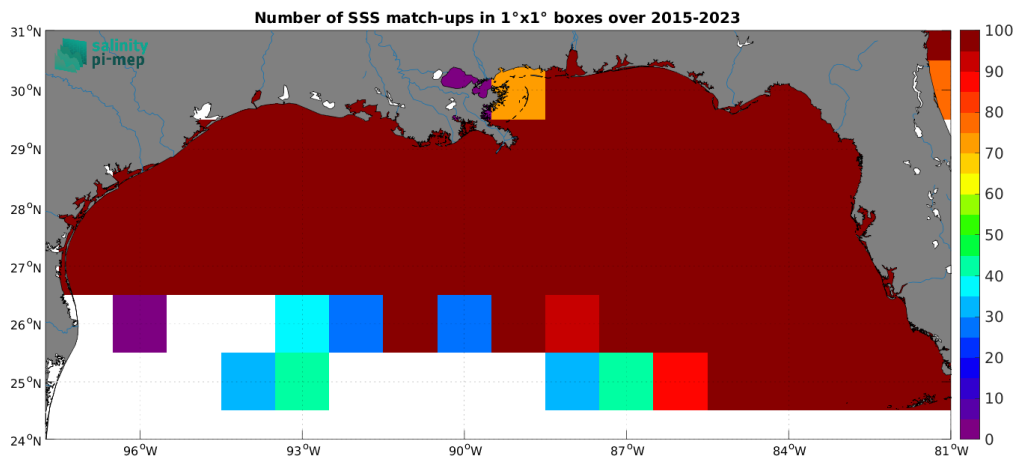 Number of SSS match-ups in 1°x1° boxes over 2015-2023
salinity
pi-mep
31°N
30°N
29°N
28°N
27°N
26°N
25°N
24°N
96°W
93°W
90°W
87°W
84°W
81°W
100
90
80
70
60
50
40
30
20
10
0